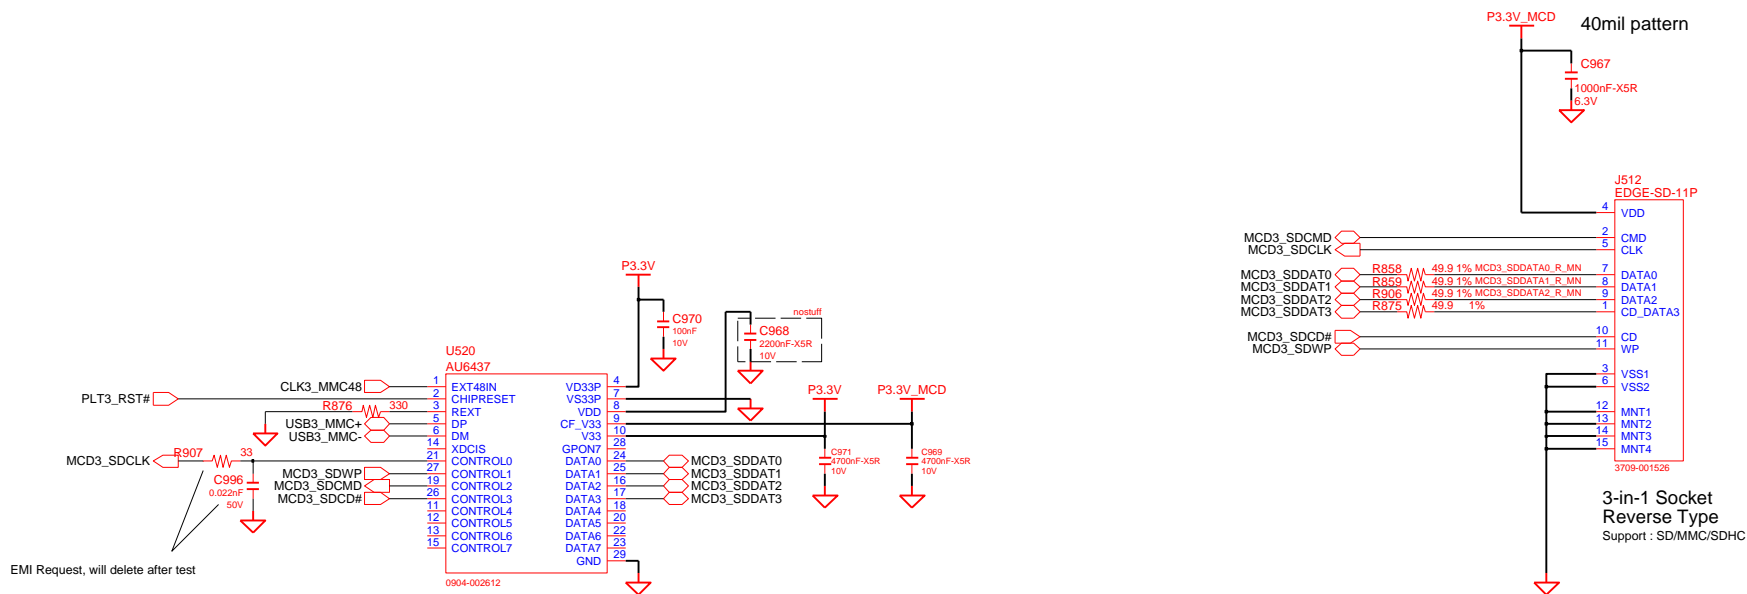 P3.3V_MCD
40mil pattern
C967
1000nF-X5R
6.3V
J512
EDGE-SD-11P
4 VDD
MCD3_SDCMD 2 CMD
MCD3_SDCLK 5 CLK
MCD3_SDDAT0 R858 49.9 1% MCD3_SDDATA0_R_MN 7 DATA0
MCD3_SDDAT1 R859 49.9 1% MCD3_SDDATA1_R_MN 8 DATA1
MCD3_SDDAT2 R906 49.9 1% MCD3_SDDATA2_R_MN 9 DATA2
MCD3_SDDAT3 R875 49.9 1% 1 CD_DATA3
MCD3_SDCD# 10 CD
MCD3_SDWP 11 WP
3 VSS1
6 VSS2
12 MNT1
13 MNT2
14 MNT3
15 MNT4
3709-001526
3-in-1 Socket
Reverse Type
Support : SD/MMC/SDHC
P3.3V
C970
100nF
10V
nostuff
C968
2200nF-X5R
10V
U520
AU6437
CLK3_MMC48 1 EXT48IN VD33P 4
PLT3_RST# 2 CHIPRESET VS33P 7
R876 330 3 REXT VDD 8
USB3_MMC+ 5 DP CF_V33 9
USB3_MMC- 6 DM V33 10
14 XDCIS GPON7 28
MCD3_SDCLK R907 33 21 CONTROL0 DATA0 24 MCD3_SDDAT0
MCD3_SDWP 27 CONTROL1 DATA1 25 MCD3_SDDAT1
MCD3_SDCMD 19 CONTROL2 DATA2 16 MCD3_SDDAT2
MCD3_SDCD# 26 CONTROL3 DATA3 17 MCD3_SDDAT3
11 CONTROL4 DATA4 18
12 CONTROL5 DATA5 20
13 CONTROL6 DATA6 22
15 CONTROL7 DATA7 23
GND 29
0904-002612
C996
0.022nF
50V
EMI Request, will delete after test
P3.3V
P3.3V_MCD
C971
4700nF-X5R
10V
C969
4700nF-X5R
10V